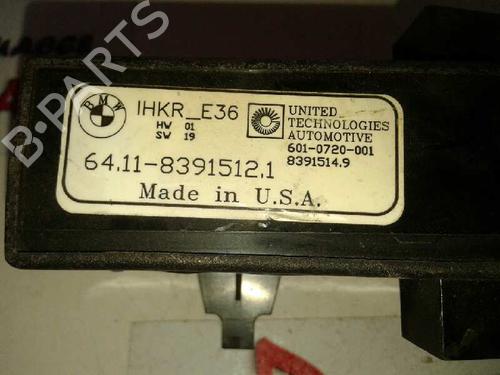 B-PARTS
BMW
IHKR_E36
HW 01
SW 19
UNITED
TECHNOLOGIES
AUTOMOTIVE
601-0720-001
8391514.9
64.11-8391512.1
Made in U.S.A.